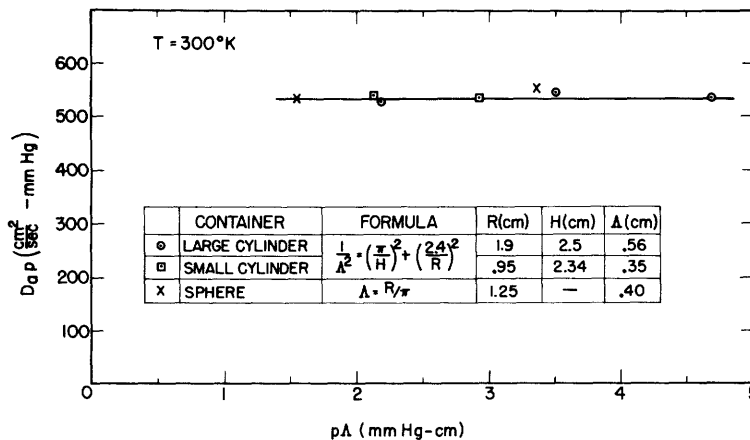 T = 300°K
600
500
400
300
200
100
0
Dₐp (cm²/sec – mm Hg)
CONTAINER FORMULA R(cm) H(cm) Λ(cm)
⊙ LARGE CYLINDER 1/Λ² = (π/H)² + (2.4/R)² 1.9 2.5 .56
⊡ SMALL CYLINDER .95 2.34 .35
X SPHERE Λ = R/π 1.25 — .40
1 2 3 4 5
pΛ (mm Hg-cm)